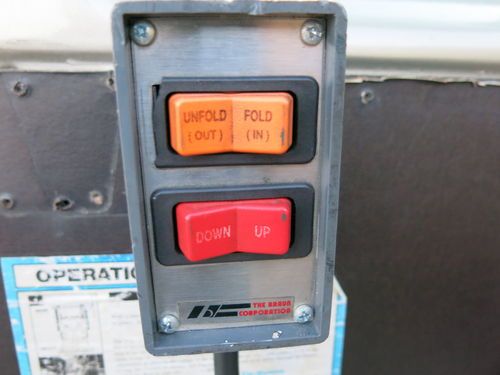 UNFOLD FOLD
(OUT) (IN)
DOWN UP
THE BRAUN
CORPORATION
OPERATIO